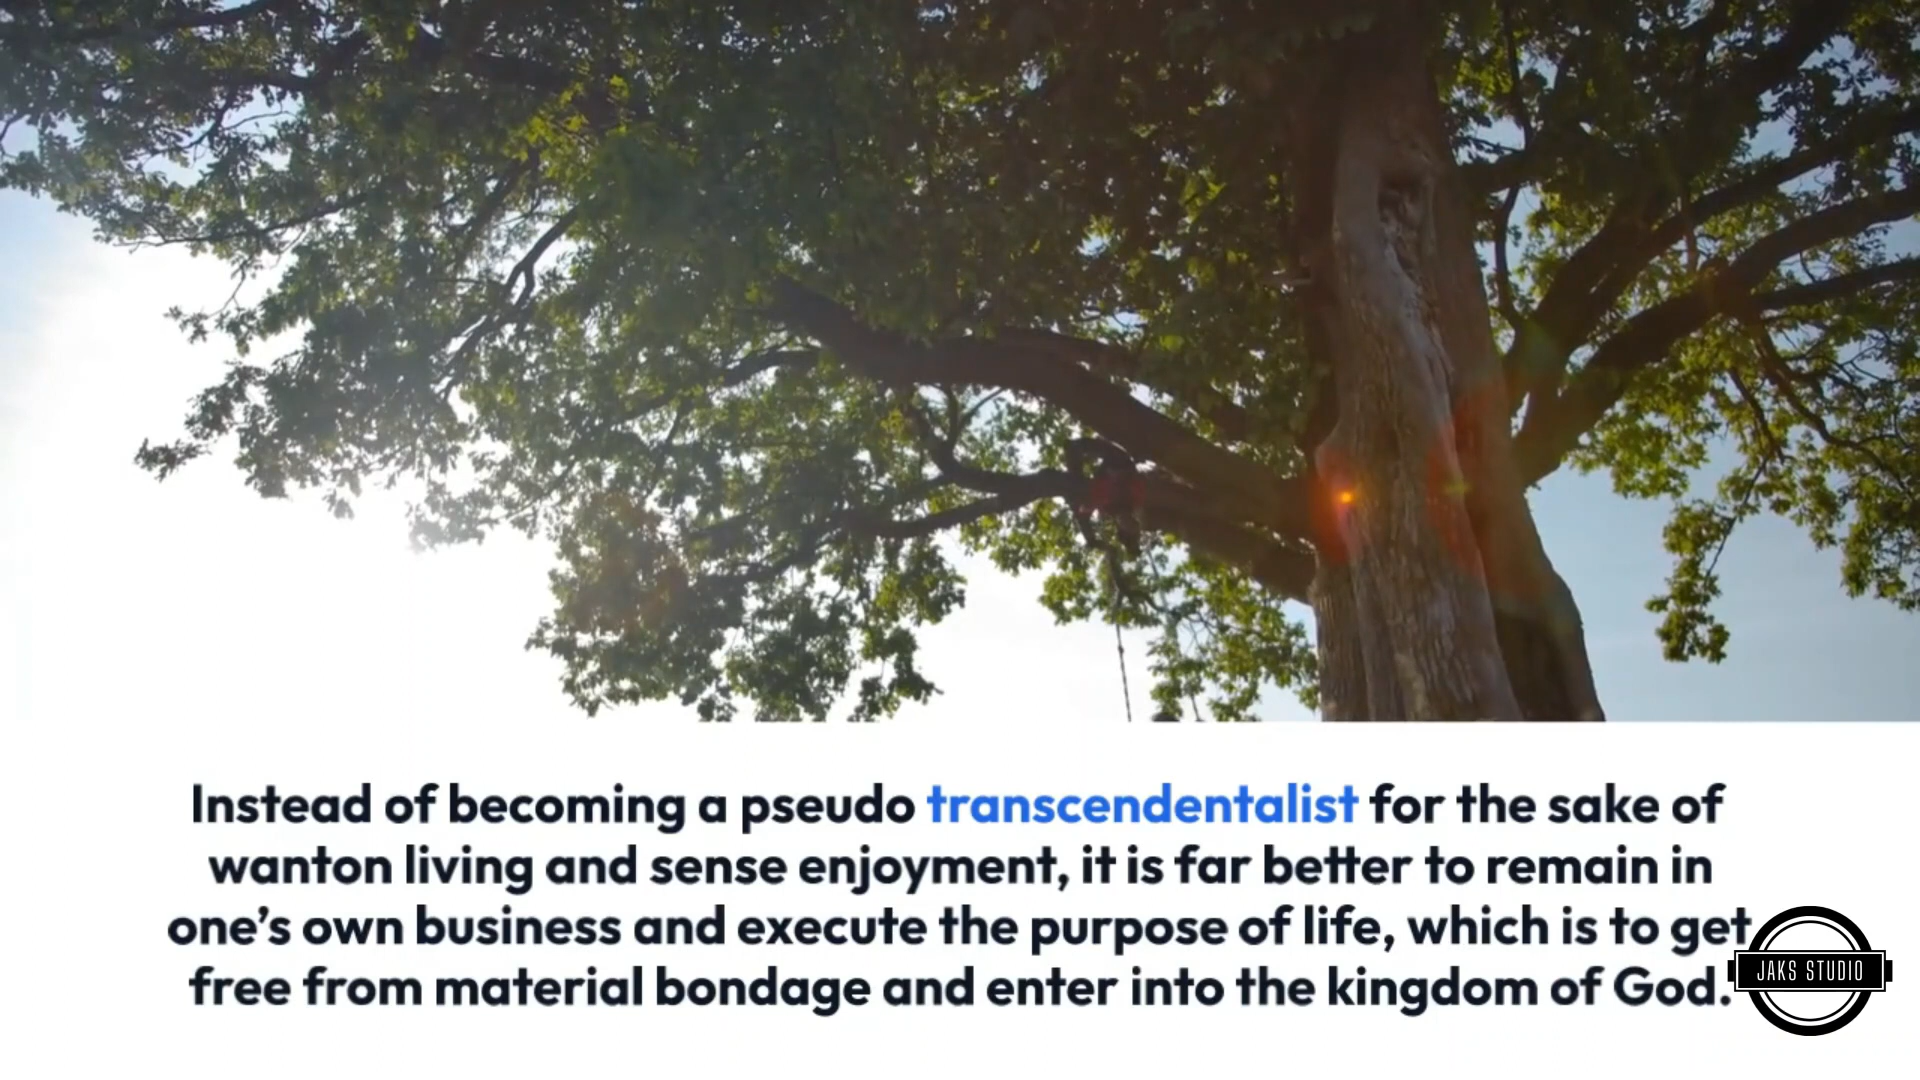 Instead of becoming a pseudo transcendentalist for the sake of
wanton living and sense enjoyment, it is far better to remain in
one’s own business and execute the purpose of life, which is to get
free from material bondage and enter into the kingdom of God.
JAKS STUDIO